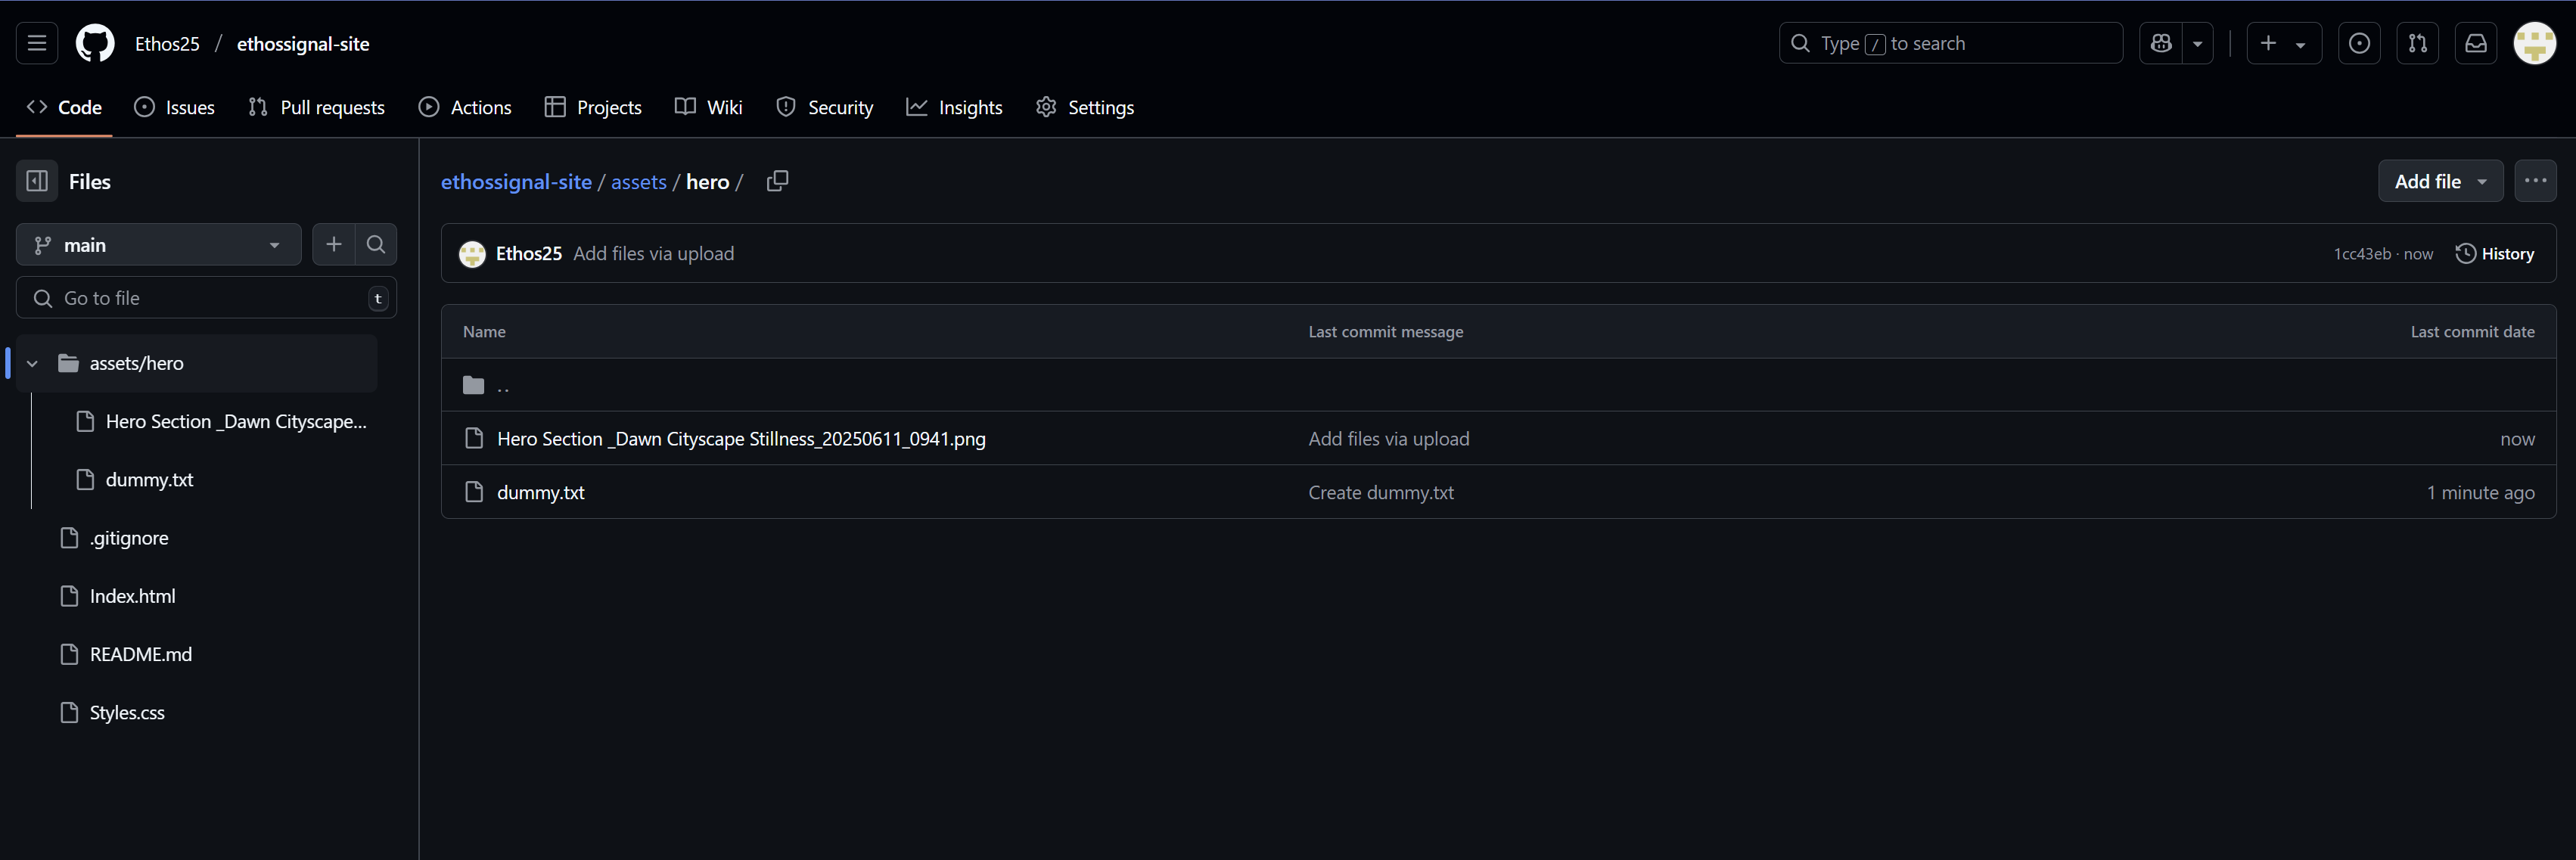 Ethos25 / ethossignal-site
Type / to search
Code Issues Pull requests Actions Projects Wiki Security Insights Settings
Files
main
Go to file t
assets/hero
Hero Section _Dawn Cityscape...
dummy.txt
.gitignore
Index.html
README.md
Styles.css
ethossignal-site / assets / hero /
Add file
Ethos25 Add files via upload 1cc43eb · now History
Name Last commit message Last commit date
..
Hero Section _Dawn Cityscape Stillness_20250611_0941.png Add files via upload now
dummy.txt Create dummy.txt 1 minute ago